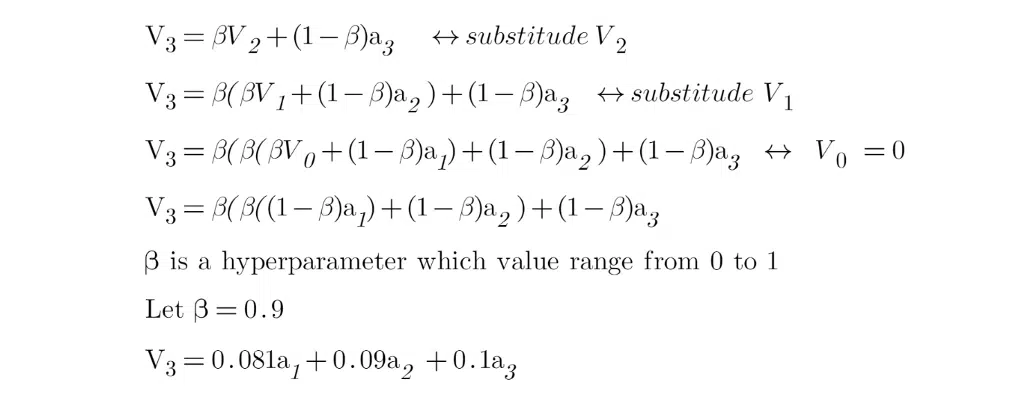 V₃ = βV₂ + (1 − β)a₃ ↔ substitude V₂
V₃ = β(βV₁ + (1 − β)a₂) + (1 − β)a₃ ↔ substitude V₁
V₃ = β(β(βV₀ + (1 − β)a₁) + (1 − β)a₂) + (1 − β)a₃ ↔ V₀ = 0
V₃ = β(β((1 − β)a₁) + (1 − β)a₂) + (1 − β)a₃
β is a hyperparameter which value range from 0 to 1
Let β = 0.9
V₃ = 0.081a₁ + 0.09a₂ + 0.1a₃